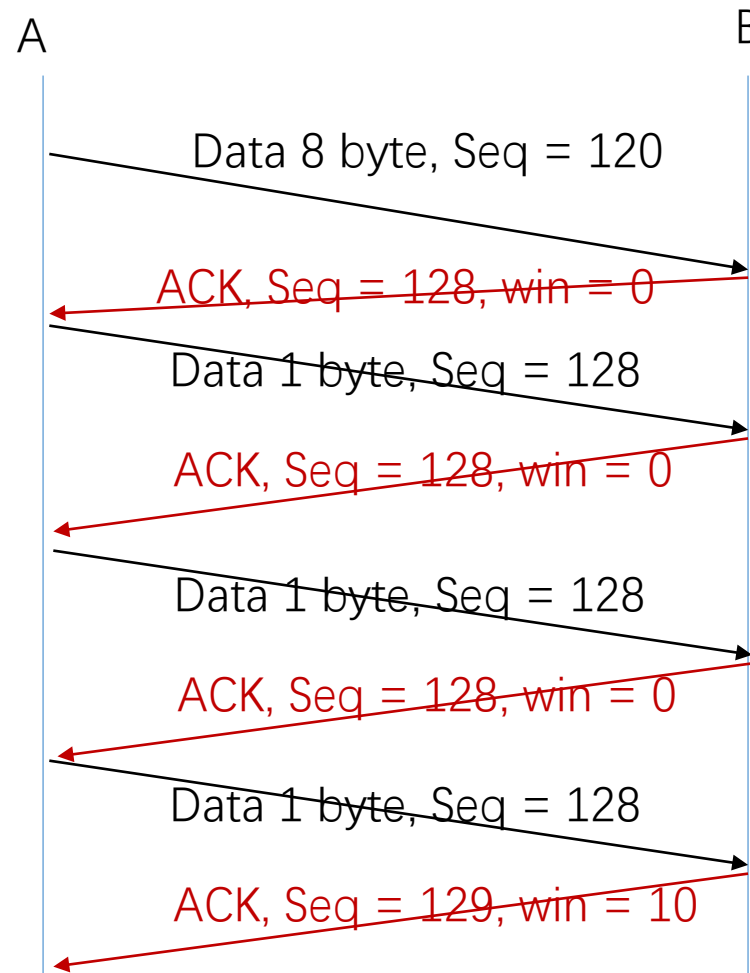 A
B
Data 8 byte, Seq = 120
ACK, Seq = 128, win = 0
Data 1 byte, Seq = 128
ACK, Seq = 128, win = 0
Data 1 byte, Seq = 128
ACK, Seq = 128, win = 0
Data 1 byte, Seq = 128
ACK, Seq = 129, win = 10